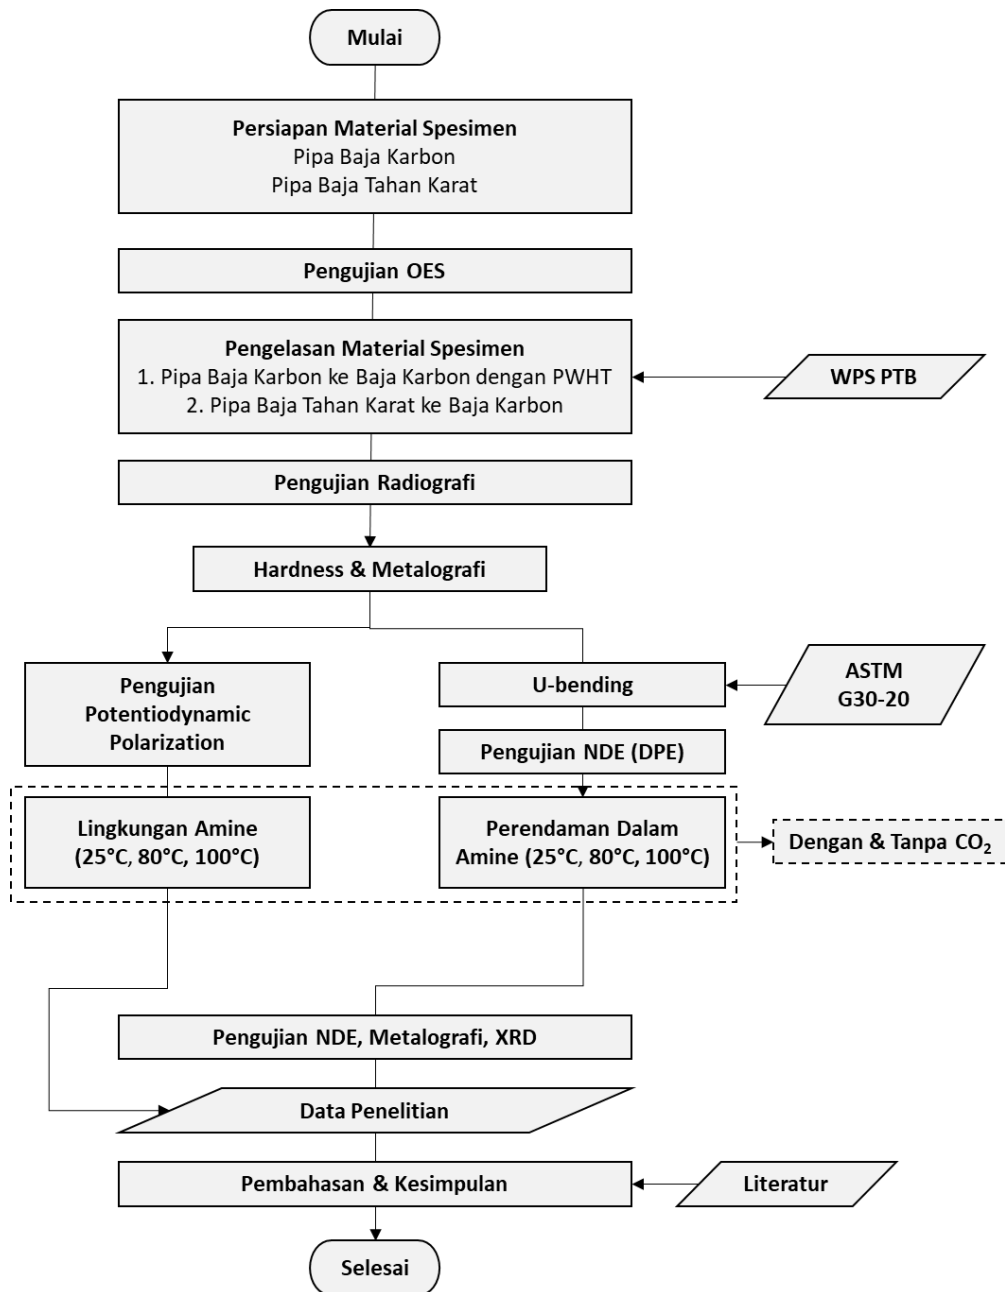 Mulai
Persiapan Material Spesimen
Pipa Baja Karbon
Pipa Baja Tahan Karat
Pengujian OES
Pengelasan Material Spesimen
1. Pipa Baja Karbon ke Baja Karbon dengan PWHT
2. Pipa Baja Tahan Karat ke Baja Karbon
WPS PTB
Pengujian Radiografi
Hardness & Metalografi
Pengujian
Potentiodynamic
Polarization
U-bending
ASTM
G30-20
Pengujian NDE (DPE)
Lingkungan Amine
(25°C, 80°C, 100°C)
Perendaman Dalam
Amine (25°C, 80°C, 100°C)
Dengan & Tanpa CO₂
Pengujian NDE, Metalografi, XRD
Data Penelitian
Pembahasan & Kesimpulan
Literatur
Selesai